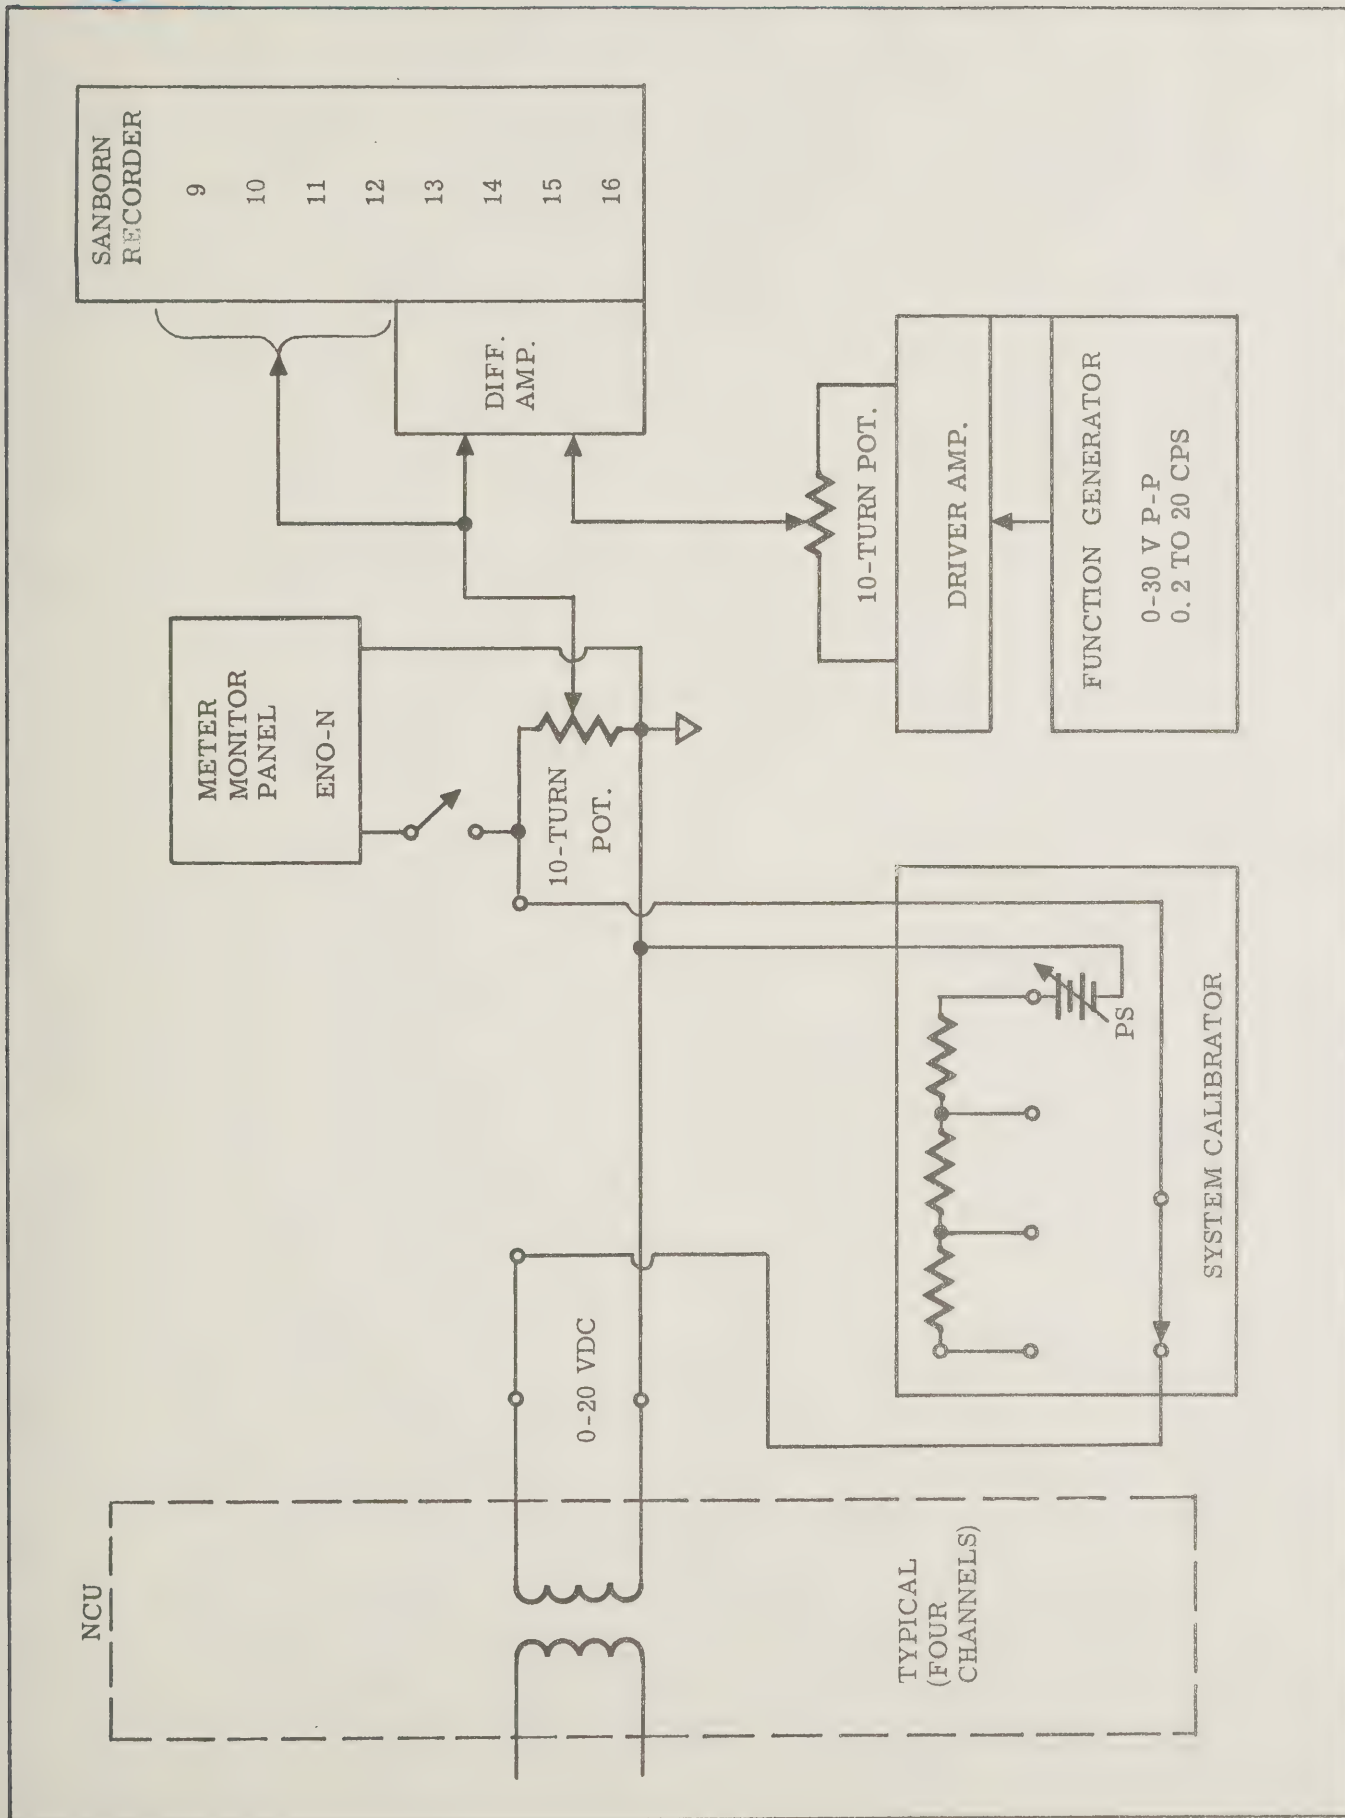 NCU
TYPICAL
(FOUR
CHANNELS)
0-20 VDC
METER
MONITOR
PANEL
ENO-N
10-TURN
POT.
SYSTEM CALIBRATOR
PS
SANBORN
RECORDER
9
10
11
12
13
14
15
16
DIFF.
AMP.
10-TURN POT.
DRIVER AMP.
FUNCTION GENERATOR
0-30 V P-P
0.2 TO 20 CPS